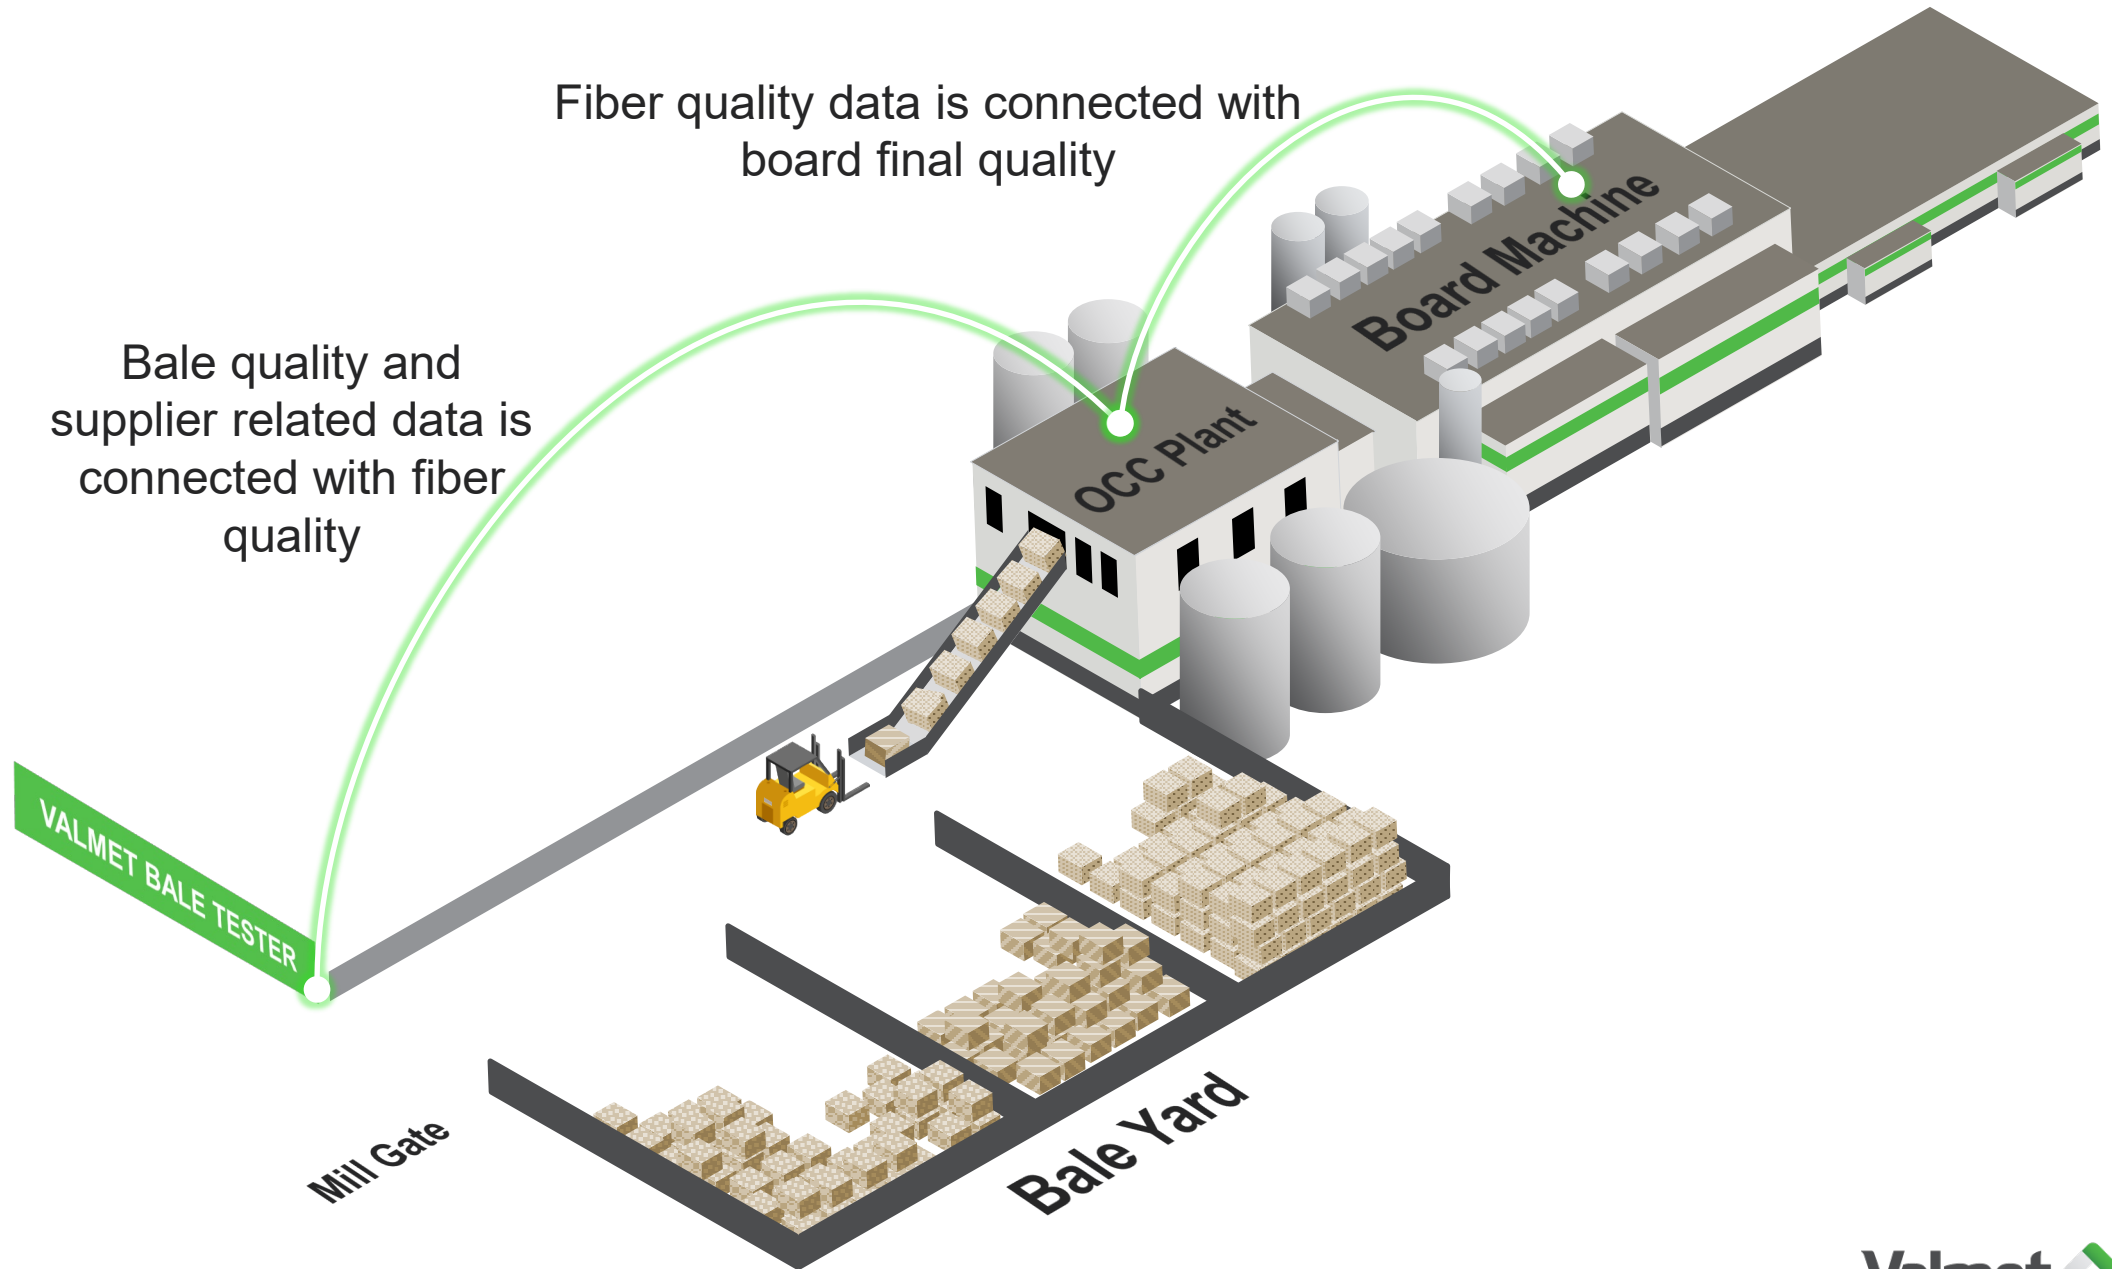 Fiber quality data is connected with
board final quality
Bale quality and
supplier related data is
connected with fiber
quality
Board Machine
OCC Plant
VALMET BALE TESTER
Mill Gate
Bale Yard
Valmet